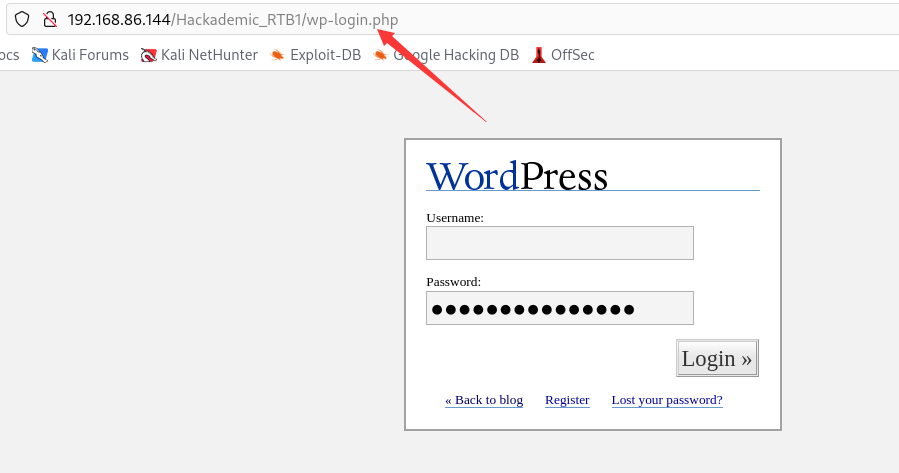 192.168.86.144/Hackademic_RTB1/wp-login.php
ocs Kali Forums Kali NetHunter Exploit-DB Google Hacking DB OffSec
WordPress
Username:
Password:
Login »
« Back to blog Register Lost your password?